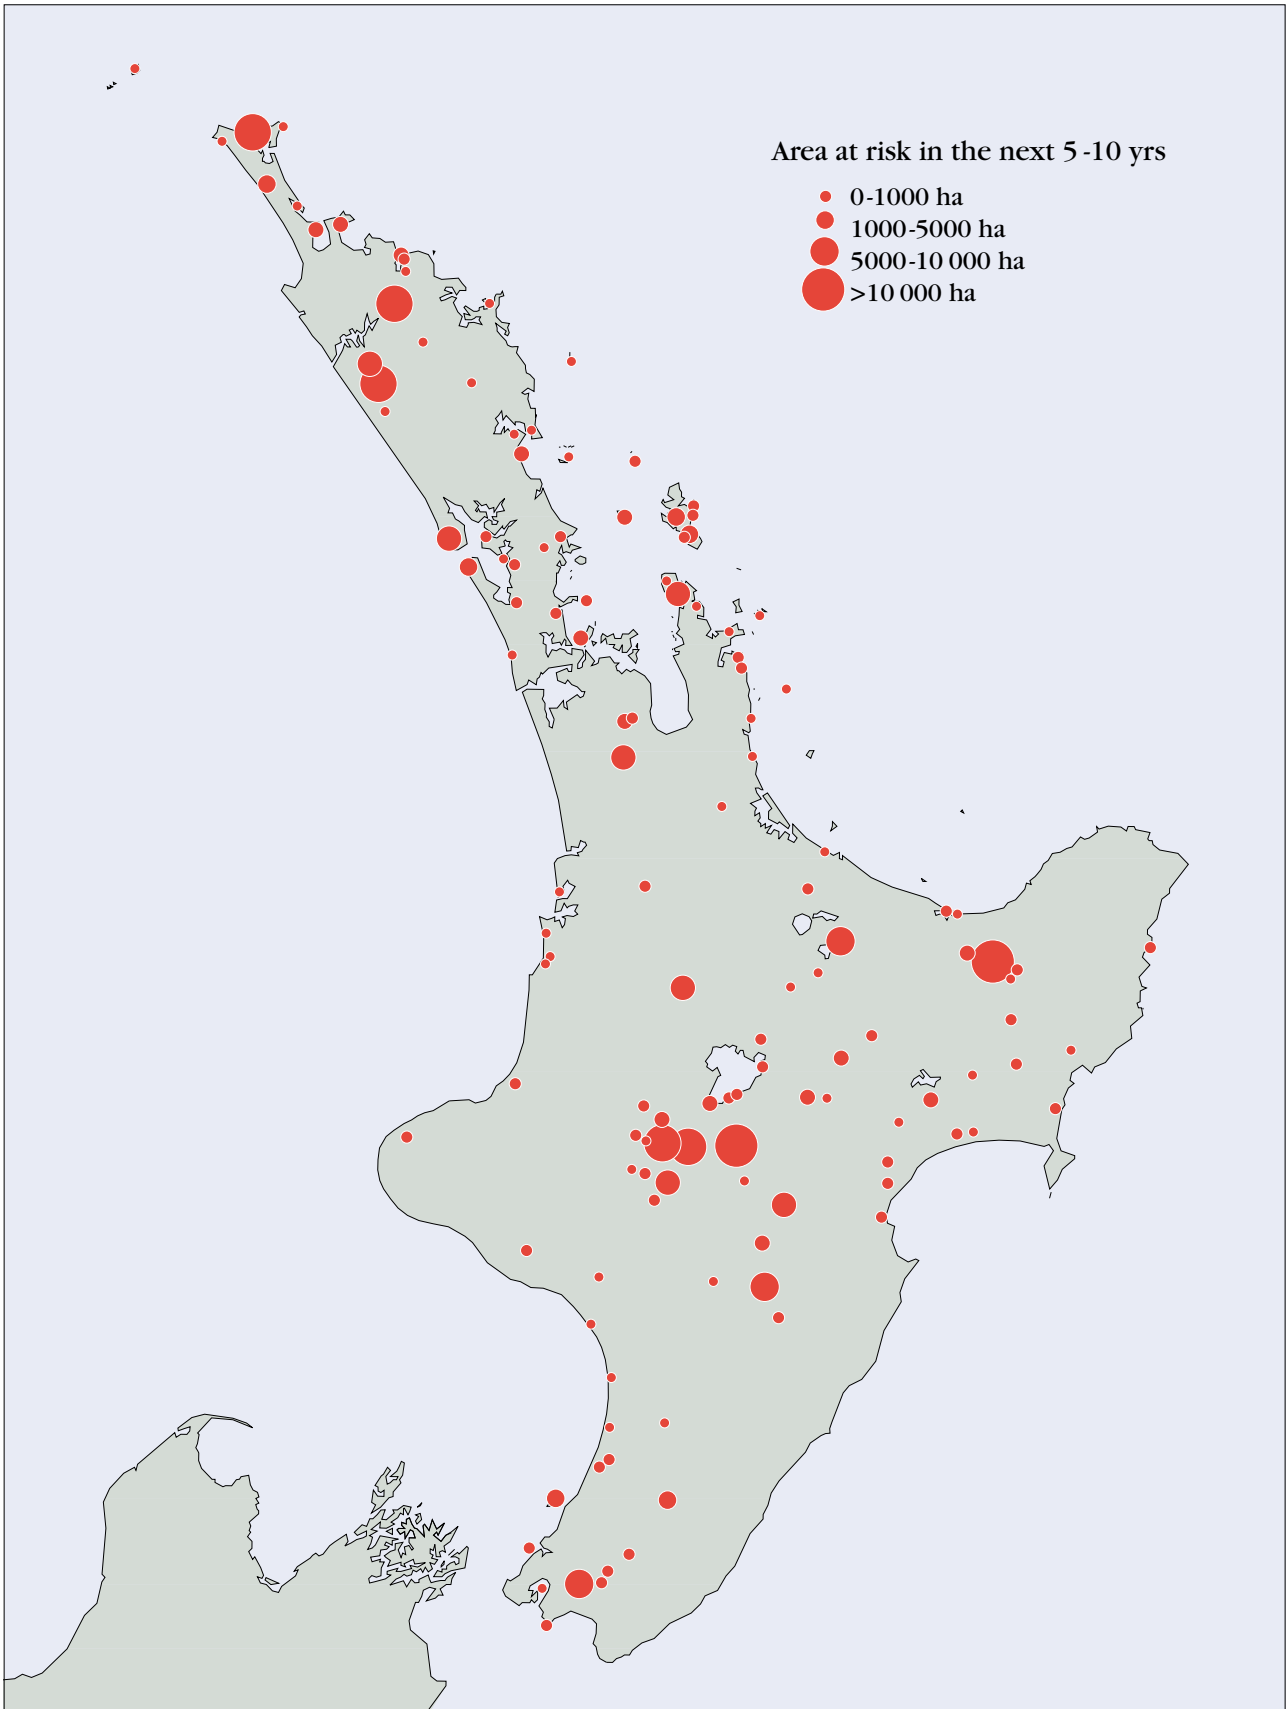 Area at risk in the next 5-10 yrs
0-1000 ha
1000-5000 ha
5000-10 000 ha
>10 000 ha